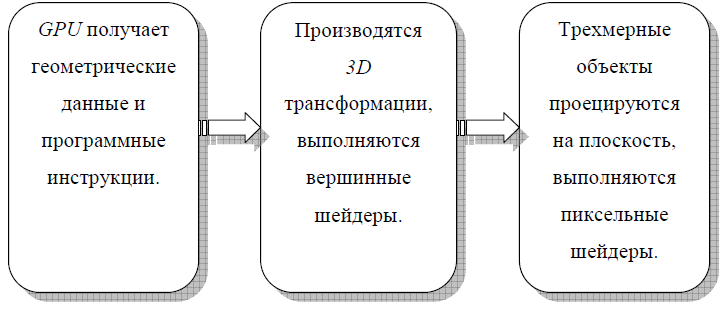 GPU получает
геометрические
данные и
программные
инструкции.
Производятся
3D
трансформации,
выполняются
вершинные
шейдеры.
Трехмерные
объекты
проецируются
на плоскость,
выполняются
пиксельные
шейдеры.